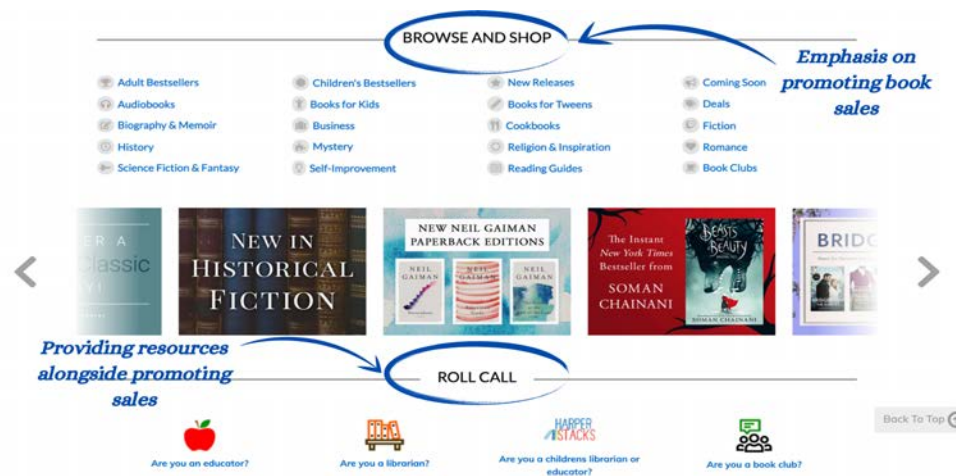 BROWSE AND SHOP
Emphasis on
promoting book
sales
Adult Bestsellers
Children's Bestsellers
New Releases
Coming Soon
Audiobooks
Books for Kids
Books for Tweens
Deals
Biography & Memoir
Business
Cookbooks
Fiction
History
Mystery
Religion & Inspiration
Romance
Science Fiction & Fantasy
Self-Improvement
Reading Guides
Book Clubs
ER A
Classic
NEW IN
HISTORICAL
FICTION
NEW NEIL GAIMAN
PAPERBACK EDITIONS
NEIL
GAIMAN
NEIL
GAIMAN
NEIL
GAIMAN
The Instant
New York Times
Bestseller from
SOMAN
CHAINANI
BEASTS
BEAUTY
SOMAN CHAINANI
BRIDG
Providing resources
alongside promoting
sales
ROLL CALL
Back To Top
HARPER
STACKS
Are you an educator?
Are you a librarian?
Are you a childrens librarian or
educator?
Are you a book club?